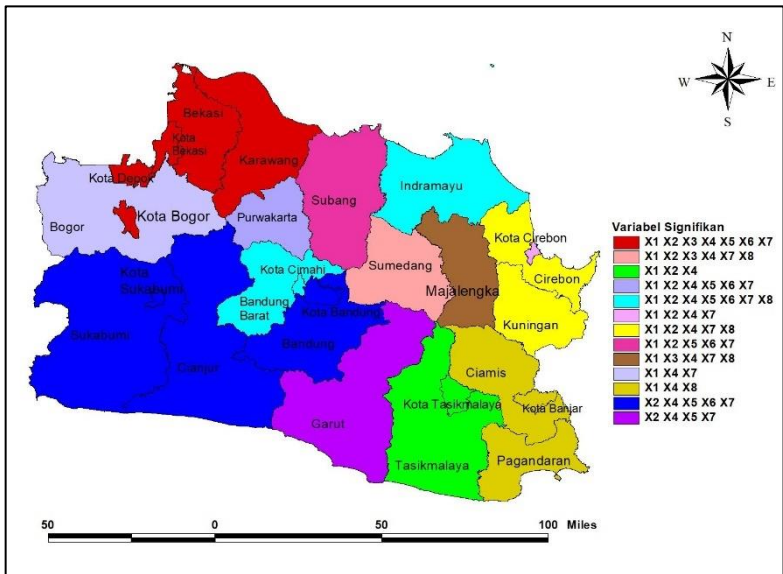 N
W E
S
Bekasi
Kota
Bekasi
Karawang
Kota Depok
Subang
Indramayu
Bogor
Kota Bogor
Purwakarta
Kota Cirebon
Kota Cimahi
Sumedang
Cirebon
Kota
Sukabumi
Majalengka
Bandung
Barat
Kota Bandung
Kuningan
Sukabumi
Cianjur
Bandung
Ciamis
Kota Tasikmalaya
Kota Banjar
Garut
Tasikmalaya
Pagandaran
Variabel Signifikan
X1 X2 X3 X4 X5 X6 X7
X1 X2 X3 X4 X7 X8
X1 X2 X4
X1 X2 X4 X5 X6 X7
X1 X2 X4 X5 X6 X7 X8
X1 X2 X4 X7
X1 X2 X4 X7 X8
X1 X2 X5 X6 X7
X1 X3 X4 X7 X8
X1 X4 X7
X1 X4 X8
X2 X4 X5 X6 X7
X2 X4 X5 X7
50 0 50 100 Miles